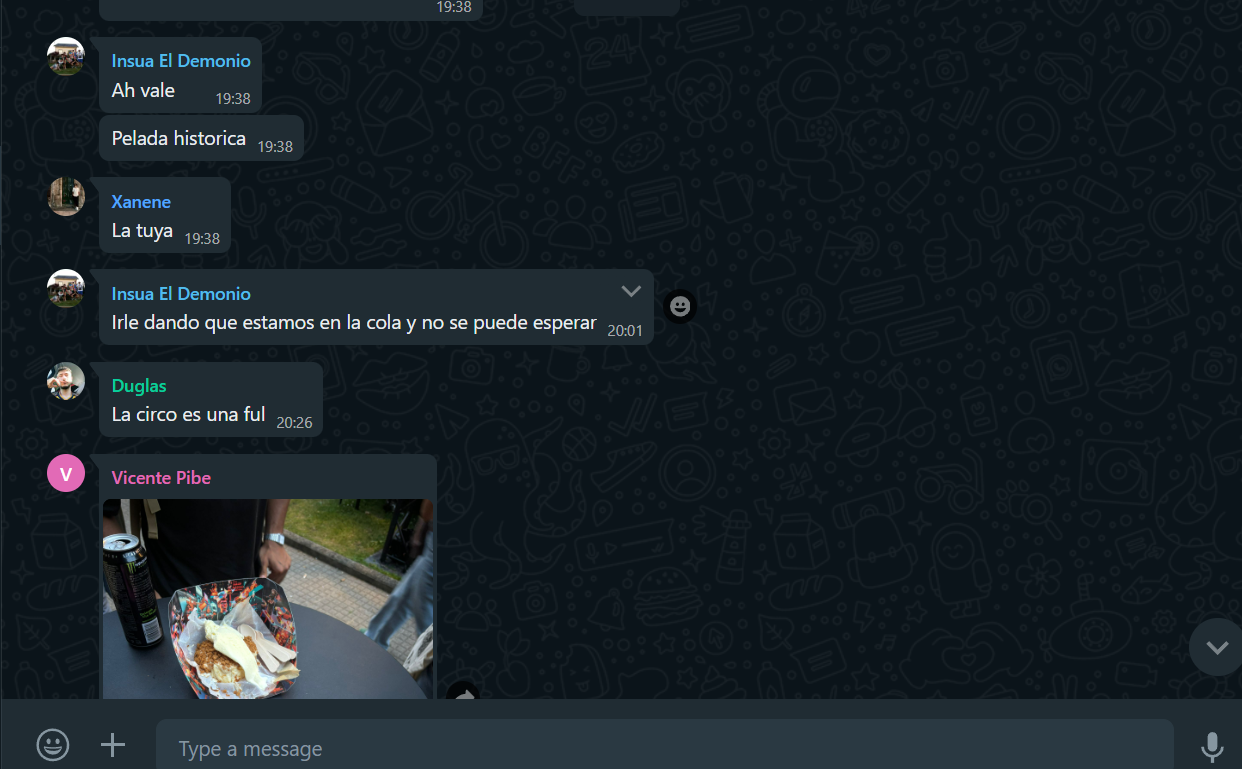 19:38
Insua El Demonio
Ah vale
19:38
Pelada historica
19:38
Xanene
La tuya
19:38
Insua El Demonio
Irle dando que estamos en la cola y no se puede esperar
20:01
Duglas
La circo es una ful
20:26
V
Vicente Pibe
Type a message